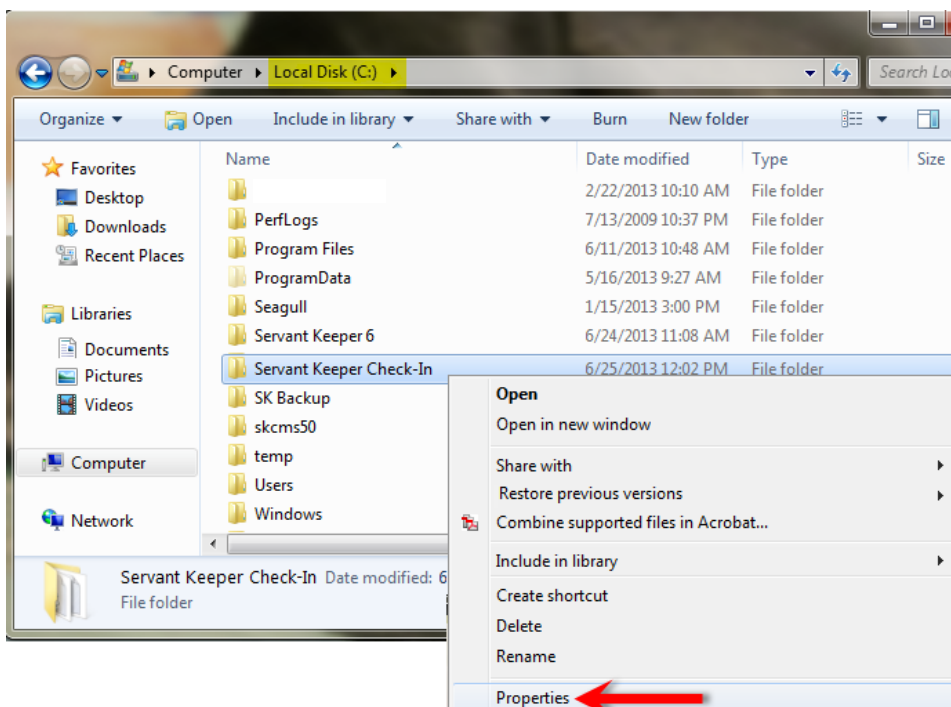 Computer Local Disk (C:) Search Loc
Organize Open Include in library Share with Burn New folder
Name Date modified Type Size
Favorites
Desktop
Downloads
Recent Places
Libraries
Documents
Pictures
Videos
Computer
Network
2/22/2013 10:10 AM File folder
PerfLogs 7/13/2009 10:37 PM File folder
Program Files 6/11/2013 10:48 AM File folder
ProgramData 5/16/2013 9:27 AM File folder
Seagull 1/15/2013 3:00 PM File folder
Servant Keeper 6 6/24/2013 11:08 AM File folder
Servant Keeper Check-In 6/25/2013 12:02 PM File folder
SK Backup
skcms50
temp
Users
Windows
Open
Open in new window
Share with
Restore previous versions
Combine supported files in Acrobat...
Include in library
Create shortcut
Delete
Rename
Properties
Servant Keeper Check-In Date modified: 6
File folder